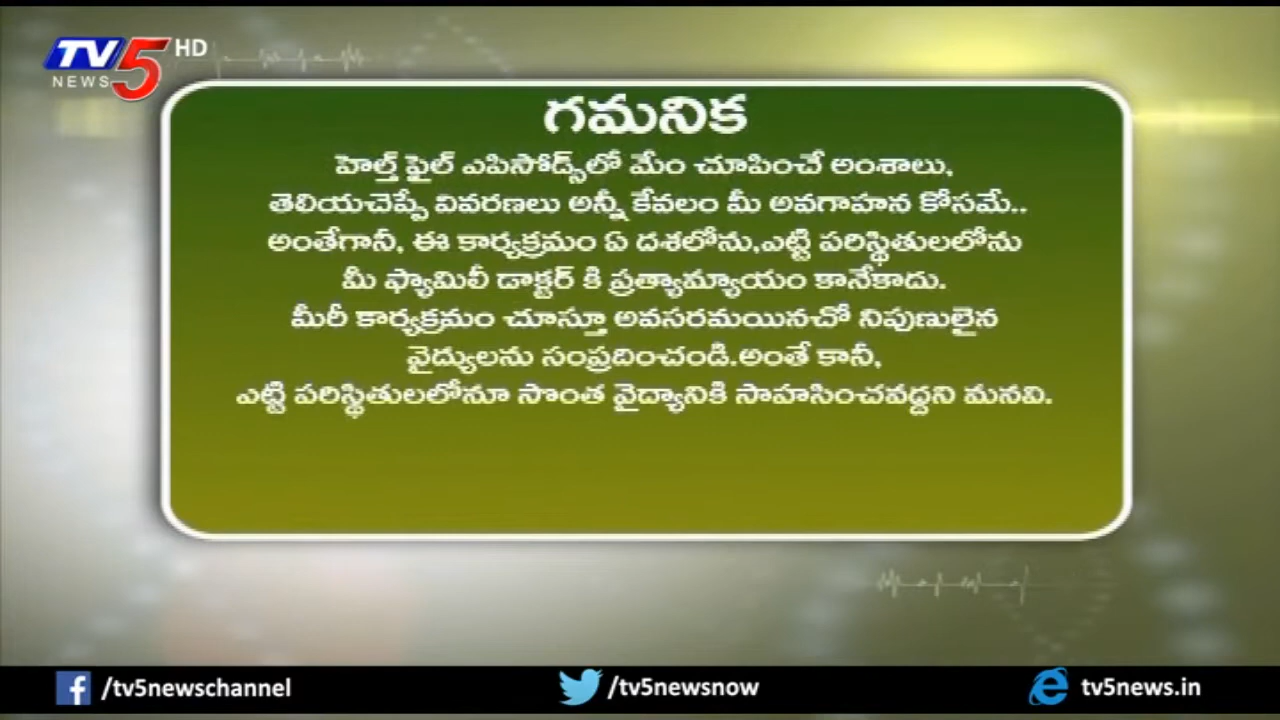 TV5 HD
NEWS
గమనిక
హెల్త్ ఫైల్ ఎపిసోడ్స్‌లో మేం చూపించే అంశాలు,
తెలియచెప్పే వివరణలు అన్నీ కేవలం మీ అవగాహన కోసమే..
అంతేగానీ, ఈ కార్యక్రమం ఏ దశలోను,ఎట్టి పరిస్థితులలోను
మీ ఫ్యామిలీ డాక్టర్ కి ప్రత్యామ్యాయం కానేకాదు.
మీరీ కార్యక్రమం చూస్తూ అవసరమయినచో నిపుణులైన
వైద్యులను సంప్రదించండి.అంతే కానీ,
ఎట్టి పరిస్థితులలోనూ సొంత వైద్యానికి సాహసించవద్దని మనవి.
/tv5newschannel
/tv5newsnow
tv5news.in